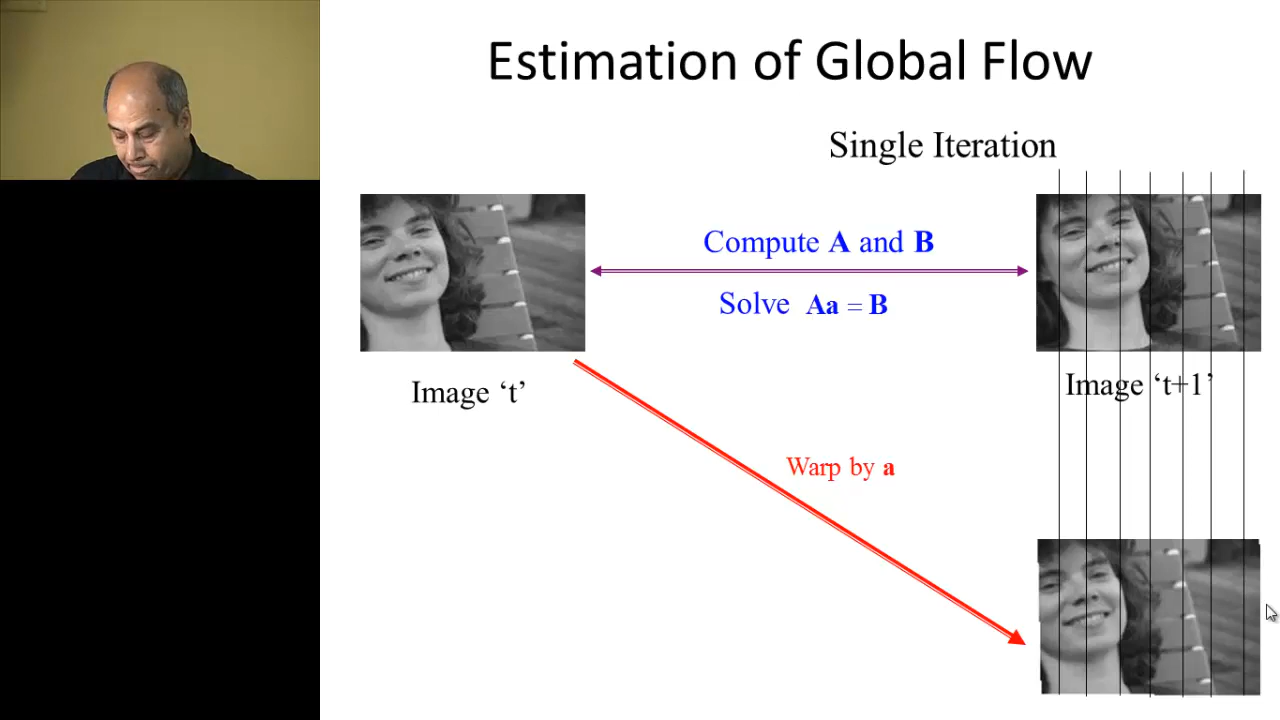 Estimation of Global Flow
Single Iteration
Compute A and B
Solve Aa = B
Image ‘t’
Image ‘t+1’
Warp by a